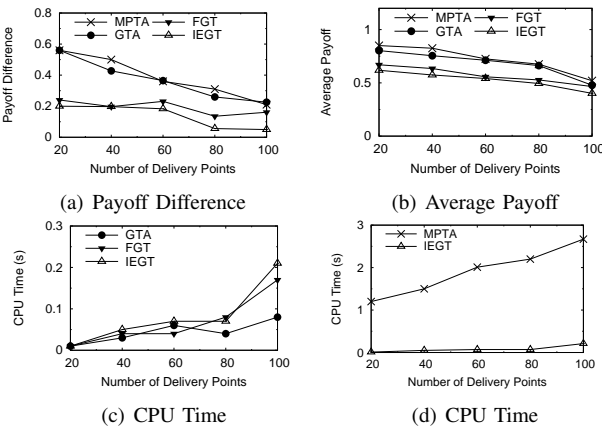 0.8
0.6
0.4
0.2
0
20 40 60 80 100
Payoff Difference
Number of Delivery Points
MPTA
GTA
FGT
IEGT
(a) Payoff Difference
1
0.5
0
20 40 60 80 100
Average Payoff
Number of Delivery Points
MPTA
GTA
FGT
IEGT
(b) Average Payoff
0.3
0.2
0.1
0
20 40 60 80 100
CPU Time (s)
Number of Delivery Points
GTA
FGT
IEGT
(c) CPU Time
3
2
1
0
20 40 60 80 100
CPU Time (s)
Number of Delivery Points
MPTA
IEGT
(d) CPU Time